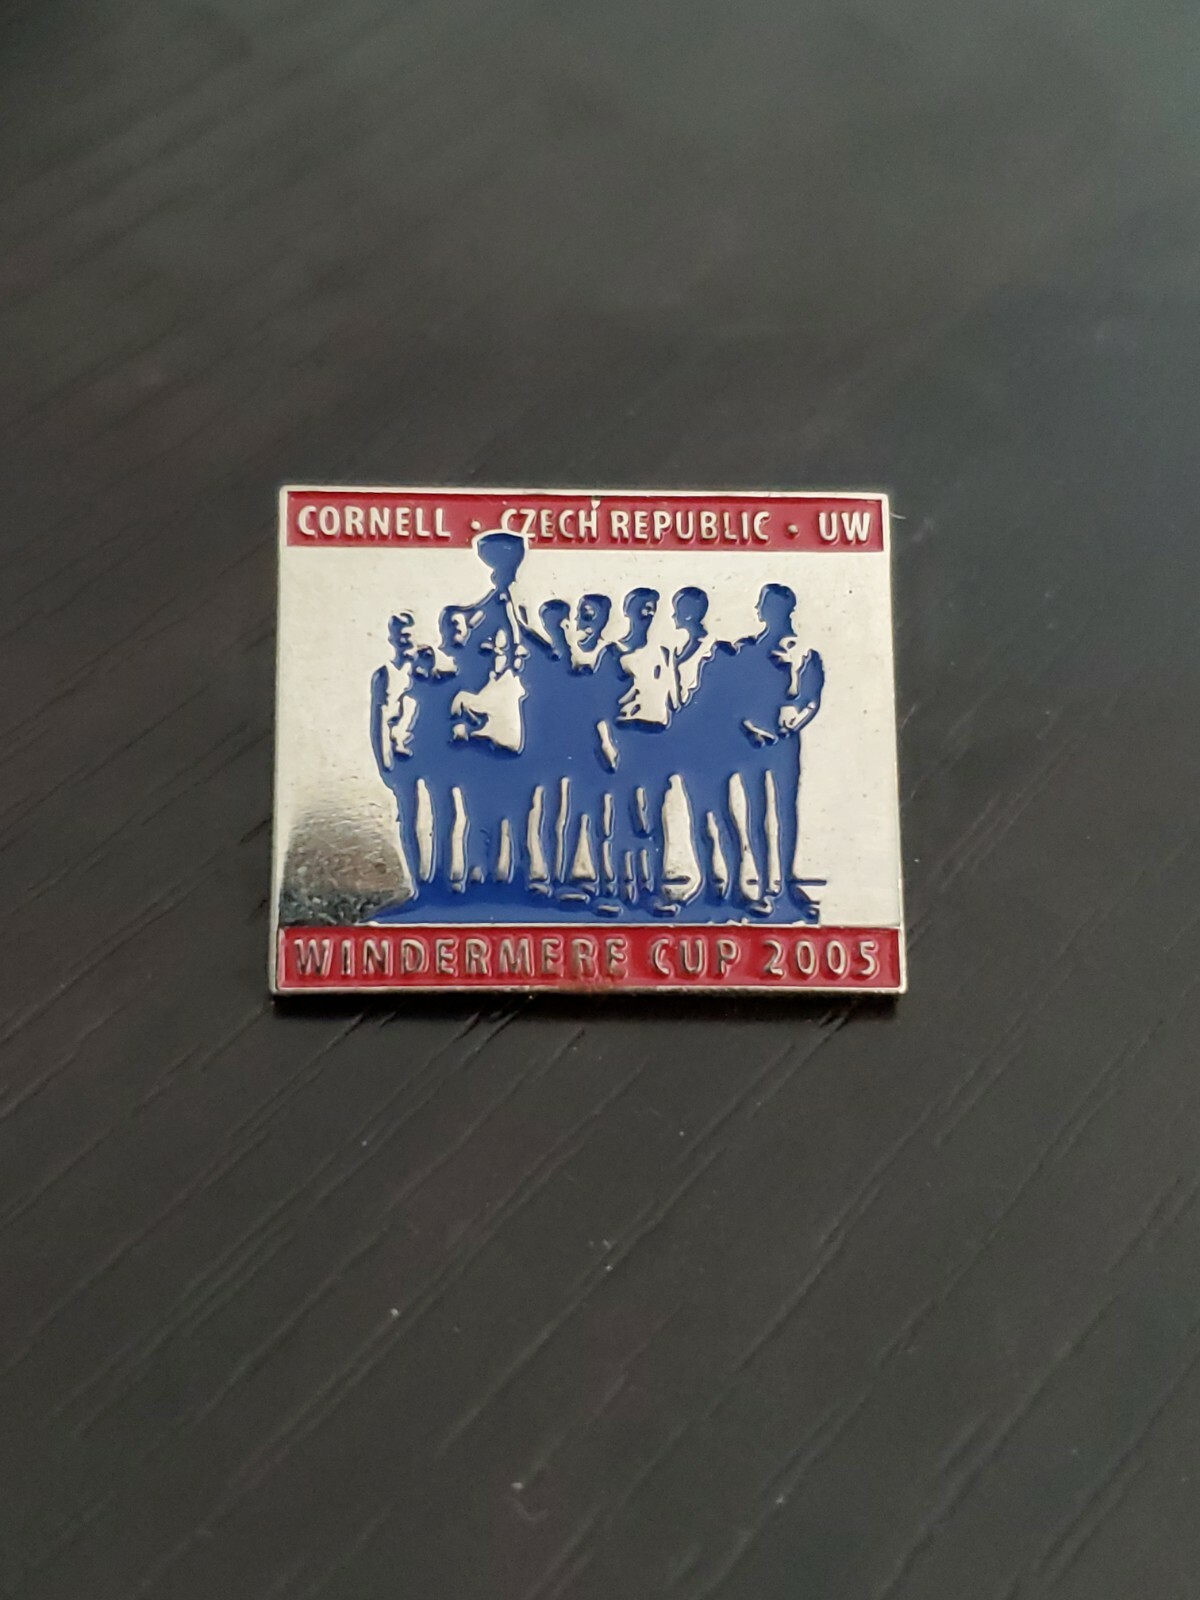 CORNELL · CZECH REPUBLIC · UW
WINDERMERE CUP 2005